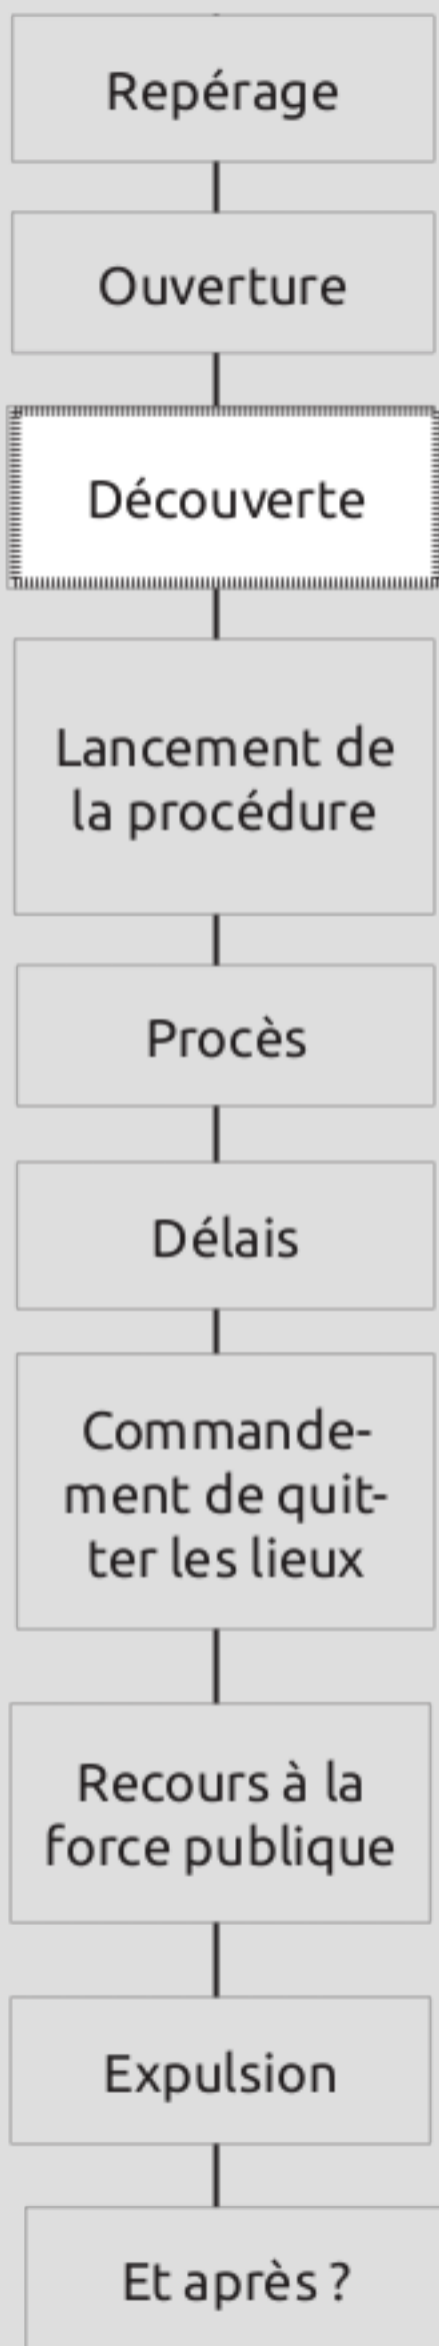 Repérage
Ouverture
Découverte
Lancement de
la procédure
Procès
Délais
Commande-
ment de quit-
ter les lieux
Recours à la
force publique
Expulsion
Et après ?